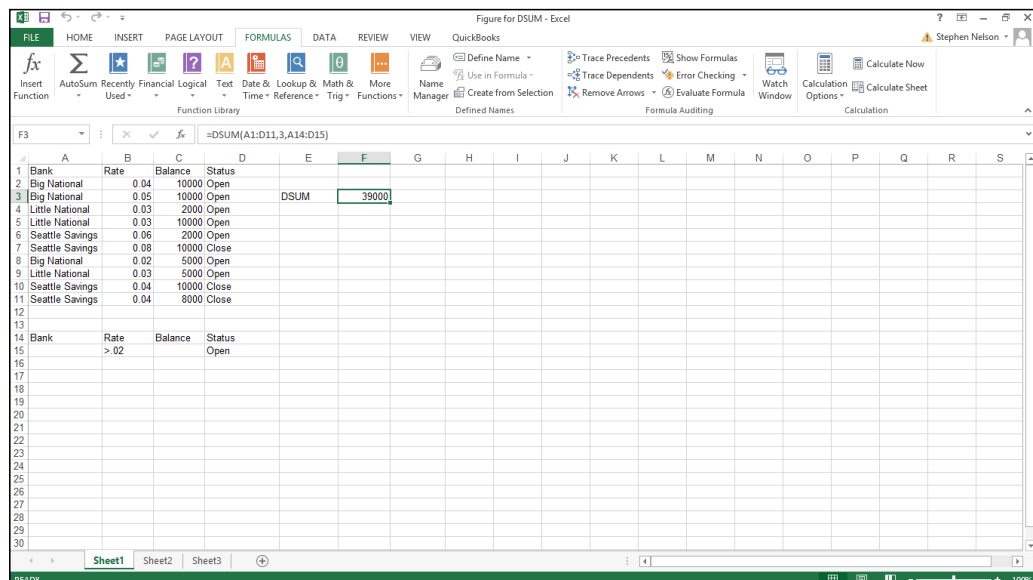 Figure for DSUM - Excel
FILE HOME INSERT PAGE LAYOUT FORMULAS DATA REVIEW VIEW QuickBooks Stephen Nelson
Insert Function
AutoSum
Recently Used
Financial
Logical
Text
Date & Time
Lookup & Reference
Math & Trig
More Functions
Function Library
Name Manager
Define Name
Use in Formula
Create from Selection
Defined Names
Trace Precedents
Trace Dependents
Remove Arrows
Show Formulas
Error Checking
Evaluate Formula
Formula Auditing
Watch Window
Calculation Options
Calculate Now
Calculate Sheet
Calculation
F3 fx =DSUM(A1:D11,3,A14:D15)
A B C D E F G H I J K L M N O P Q R S
1 Bank Rate Balance Status
2 Big National 0.04 10000 Open
3 Big National 0.05 10000 Open DSUM 39000
4 Little National 0.03 2000 Open
5 Little National 0.03 10000 Open
6 Seattle Savings 0.06 2000 Open
7 Seattle Savings 0.08 10000 Close
8 Big National 0.02 5000 Open
9 Little National 0.03 5000 Open
10 Seattle Savings 0.04 10000 Close
11 Seattle Savings 0.04 8000 Close
12
13
14 Bank Rate Balance Status
15 >.02 Open
16
17
18
19
20
21
22
23
24
25
26
27
28
29
30
Sheet1 Sheet2 Sheet3
READY 100%